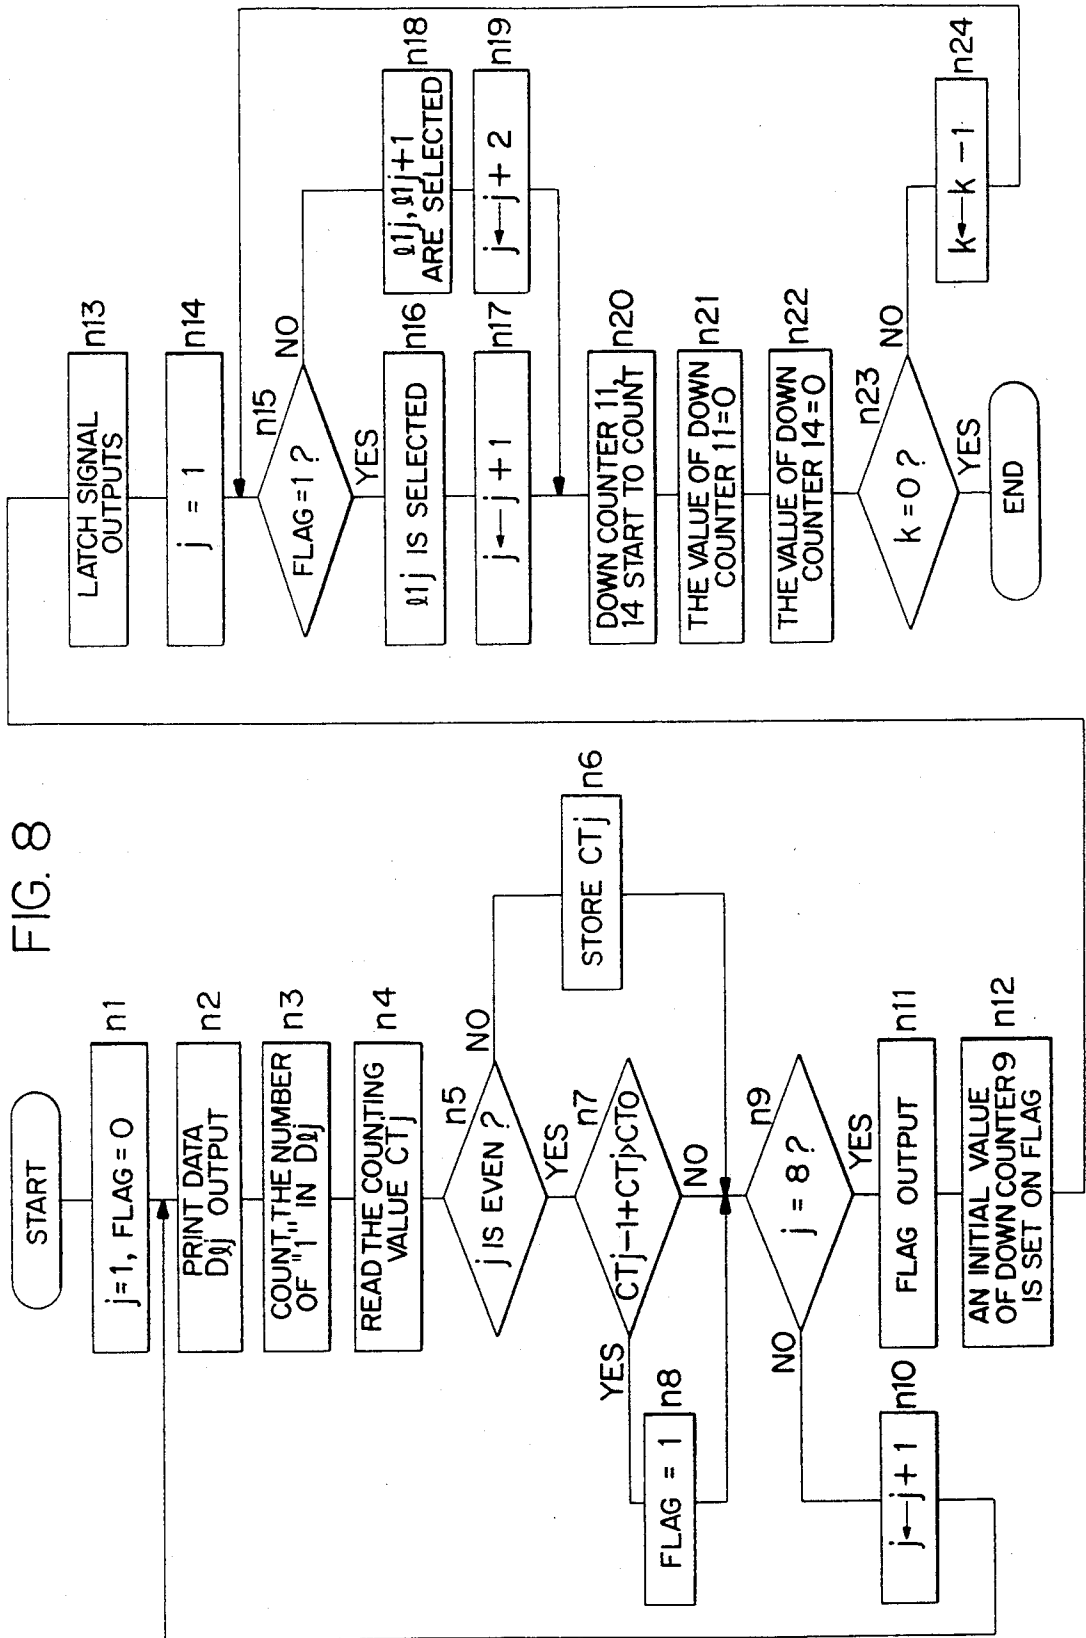 FIG. 8
START
j=1, FLAG=0
n1
PRINT DATA
Dℓj OUTPUT
n2
COUNT THE NUMBER
OF "1" IN Dℓj
n3
READ THE COUNTING
VALUE CTj
n4
j IS EVEN ?
n5
NO
YES
STORE CTj
n6
CTj-1+CTj>CT0
n7
YES
NO
FLAG = 1
n8
j = 8 ?
n9
NO
YES
j←j+1
n10
FLAG OUTPUT
n11
AN INITIAL VALUE
OF DOWN COUNTER 9
IS SET ON FLAG
n12
LATCH SIGNAL
OUTPUTS
n13
j = 1
n14
FLAG=1 ?
n15
NO
YES
ℓ1j IS SELECTED
n16
j←j+1
n17
ℓ1j, ℓ1j+1
ARE SELECTED
n18
j←j+2
n19
DOWN COUNTER 11,
14 START TO COUNT
n20
THE VALUE OF DOWN
COUNTER 11=0
n21
THE VALUE OF DOWN
COUNTER 14=0
n22
k=0 ?
n23
NO
YES
k←k-1
n24
END